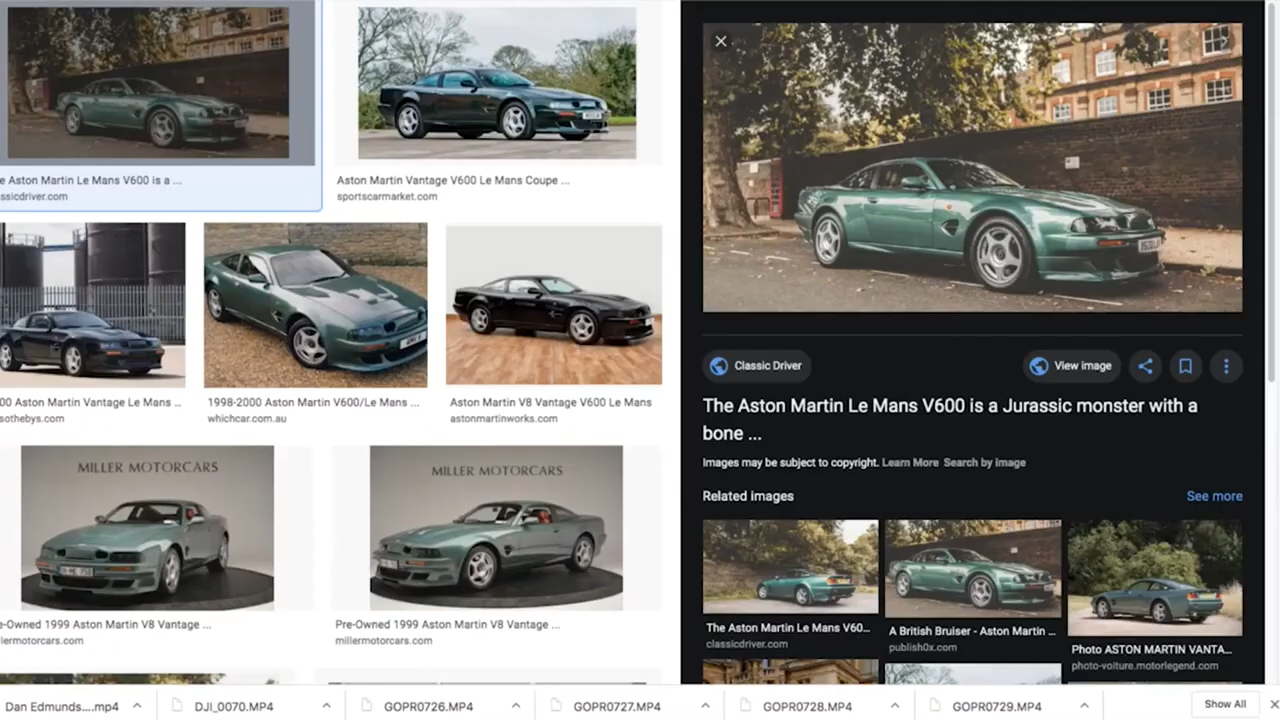 e Aston Martin Le Mans V600 is a ...
ssicdriver.com
Aston Martin Vantage V600 Le Mans Coupe ...
sportscarmarket.com
00 Aston Martin Vantage Le Mans ...
sothebys.com
1998-2000 Aston Martin V600/Le Mans ...
whichcar.com.au
Aston Martin V8 Vantage V600 Le Mans
astonmartinworks.com
MILLER MOTORCARS
e-Owned 1999 Aston Martin V8 Vantage ...
llermotorcars.com
MILLER MOTORCARS
Pre-Owned 1999 Aston Martin V8 Vantage ...
millermotorcars.com
Classic Driver
View image
The Aston Martin Le Mans V600 is a Jurassic monster with a
bone ...
Images may be subject to copyright. Learn More Search by image
Related images
See more
The Aston Martin Le Mans V60...
classicdriver.com
A British Bruiser - Aston Martin ...
publish0x.com
Photo ASTON MARTIN VANTA...
photo-voiture.motorlegend.com
Dan Edmunds....mp4
DJI_0070.MP4
GOPR0726.MP4
GOPR0727.MP4
GOPR0728.MP4
GOPR0729.MP4
Show All